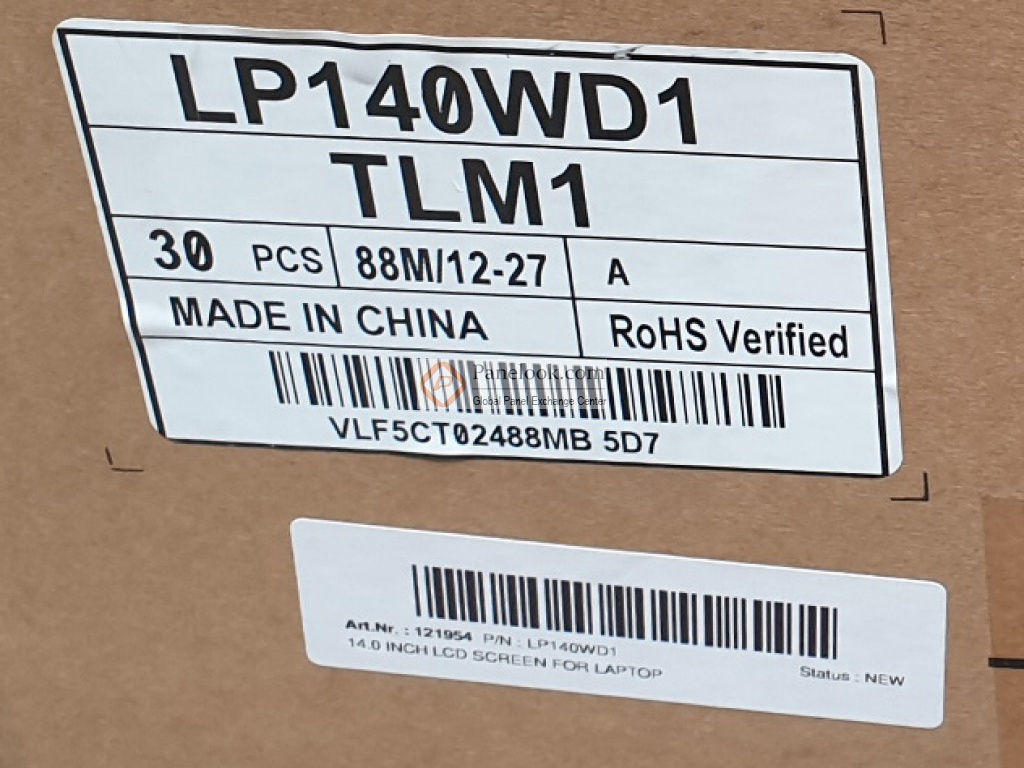 LP140WD1
TLM1
30 PCS 88M/12-27 A
MADE IN CHINA RoHS Verified
Panelook.com
Global Panel Exchange Center
VLF5CT02488MB 5D7
Art.Nr. : 121954 P/N : LP140WD1
14.0 INCH LCD SCREEN FOR LAPTOP
Status : NEW